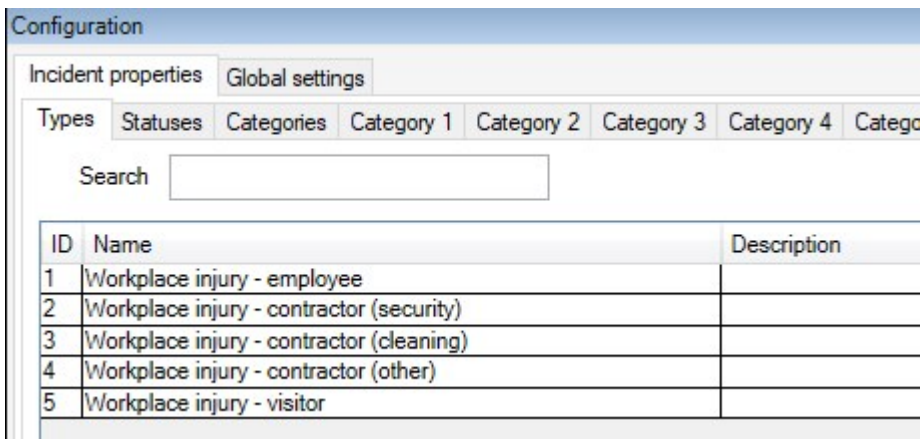 Configuration
Incident properties Global settings
Types Statuses Categories Category 1 Category 2 Category 3 Category 4 Catego
Search
ID Name Description
1 Workplace injury - employee
2 Workplace injury - contractor (security)
3 Workplace injury - contractor (cleaning)
4 Workplace injury - contractor (other)
5 Workplace injury - visitor